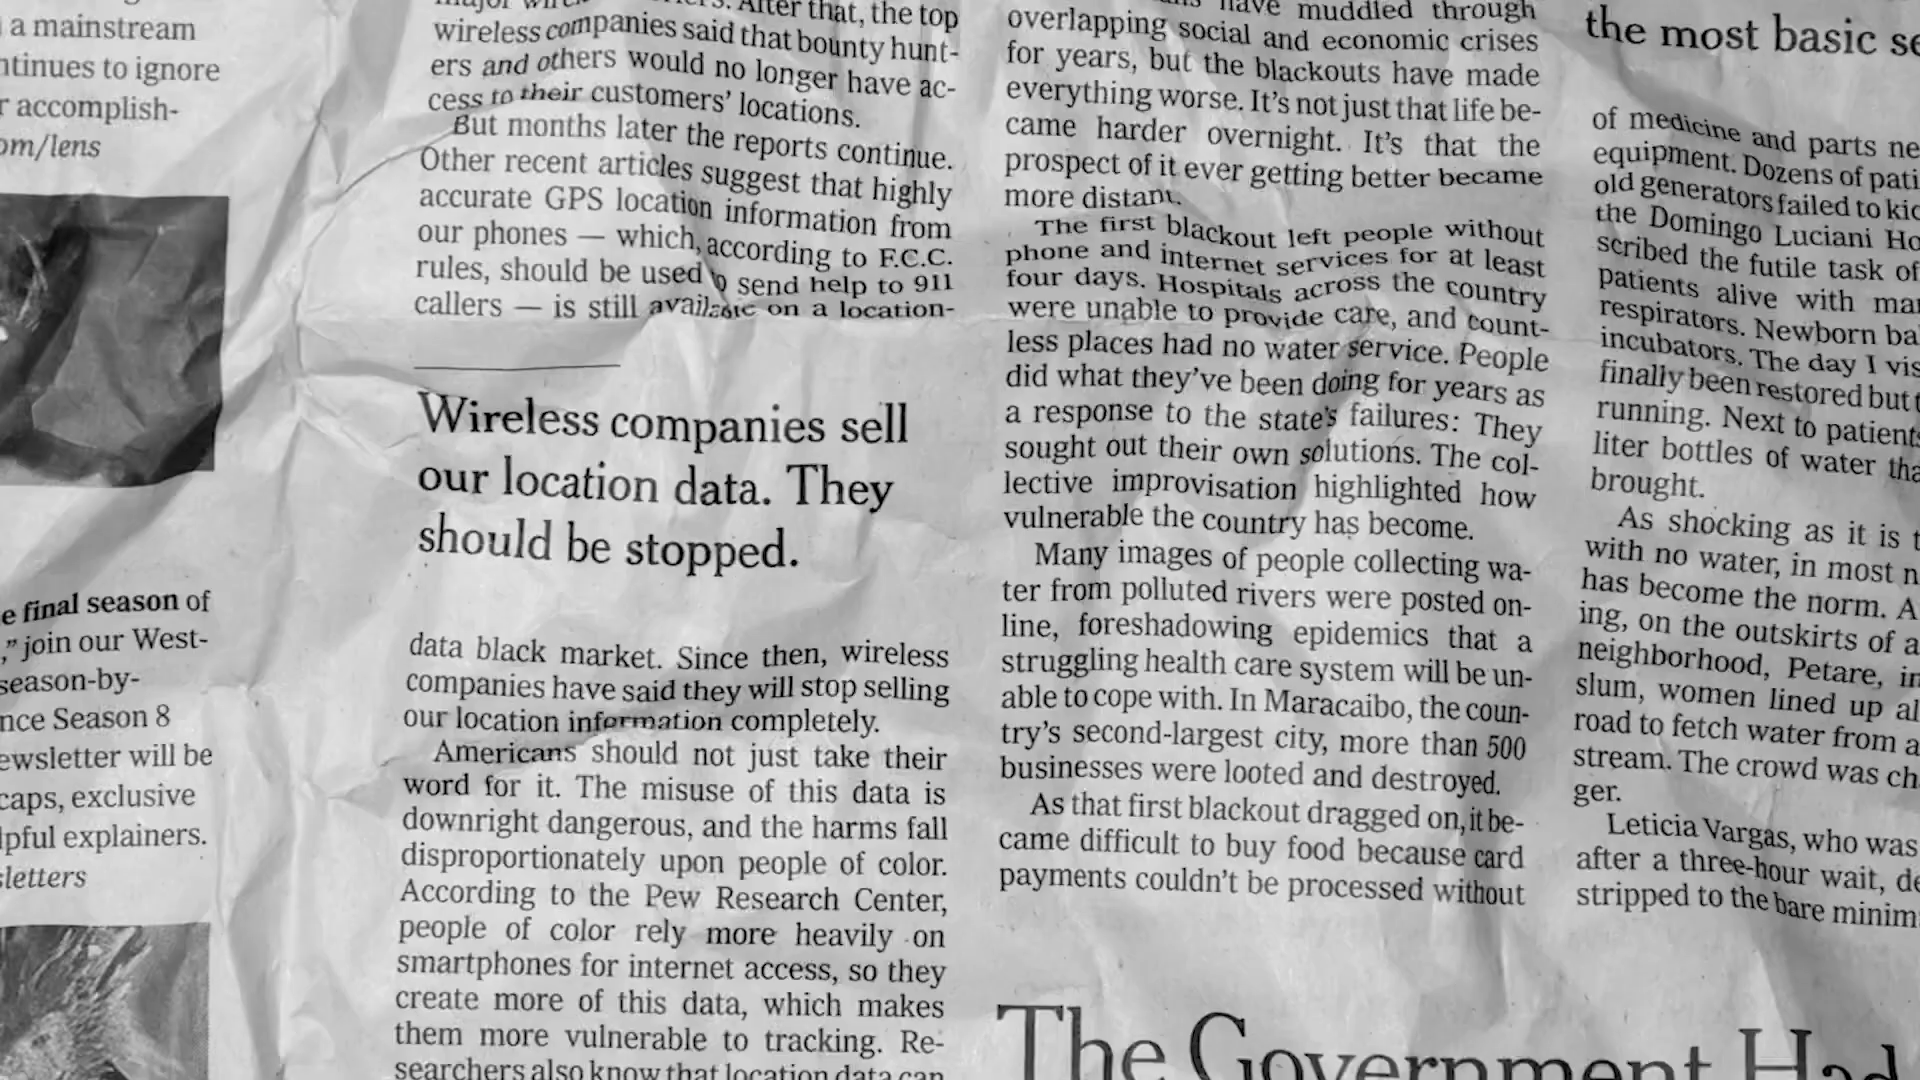 a mainstream
ntinues to ignore
r accomplish-
om/lens
e final season of
,” join our West-
season-by-
nce Season 8
ewsletter will be
caps, exclusive
lpful explainers.
sletters
After that, the top
wireless companies said that bounty hunt-
ers and others would no longer have ac-
cess to their customers’ locations.
But months later the reports continue.
Other recent articles suggest that highly
accurate GPS location information from
our phones — which, according to F.C.C.
rules, should be used to send help to 911
callers — is still available on a location-
Wireless companies sell
our location data. They
should be stopped.
data black market. Since then, wireless
companies have said they will stop selling
our location information completely.
Americans should not just take their
word for it. The misuse of this data is
downright dangerous, and the harms fall
disproportionately upon people of color.
According to the Pew Research Center,
people of color rely more heavily on
smartphones for internet access, so they
create more of this data, which makes
them more vulnerable to tracking. Re-
searchers also know that location data can
have muddled through
overlapping social and economic crises
for years, but the blackouts have made
everything worse. It’s not just that life be-
came harder overnight. It’s that the
prospect of it ever getting better became
more distant.
The first blackout left people without
phone and internet services for at least
four days. Hospitals across the country
were unable to provide care, and count-
less places had no water service. People
did what they’ve been doing for years as
a response to the state’s failures: They
sought out their own solutions. The col-
lective improvisation highlighted how
vulnerable the country has become.
Many images of people collecting wa-
ter from polluted rivers were posted on-
line, foreshadowing epidemics that a
struggling health care system will be un-
able to cope with. In Maracaibo, the coun-
try’s second-largest city, more than 500
businesses were looted and destroyed.
As that first blackout dragged on, it be-
came difficult to buy food because card
payments couldn’t be processed without
The Government Had
the most basic se
of medicine and parts ne
equipment. Dozens of pati
old generators failed to kic
the Domingo Luciani Ho
scribed the futile task of
patients alive with man
respirators. Newborn ba
incubators. The day I vis
finally been restored but t
running. Next to patients
liter bottles of water tha
brought.
As shocking as it is t
with no water, in most n
has become the norm. A
ing, on the outskirts of a
neighborhood, Petare, in
slum, women lined up al
road to fetch water from a
stream. The crowd was ch
ger.
Leticia Vargas, who was
after a three-hour wait, de
stripped to the bare minim